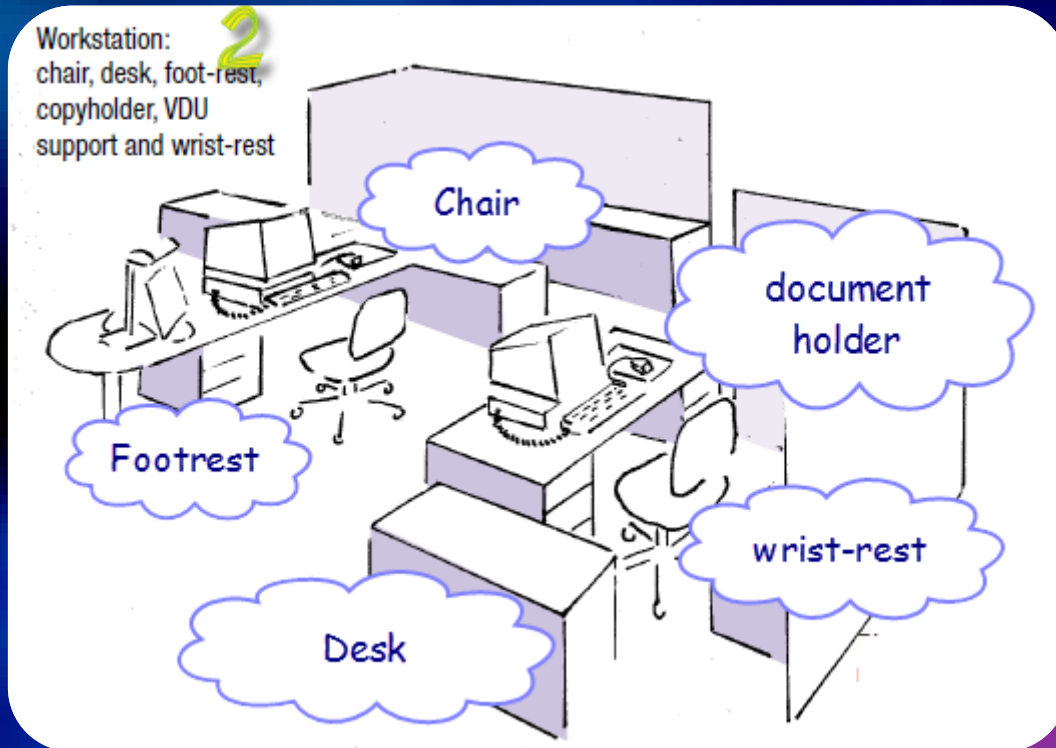 Workstation:
2
chair, desk, foot-rest,
copyholder, VDU
support and wrist-rest
Chair
document
holder
Footrest
wrist-rest
Desk